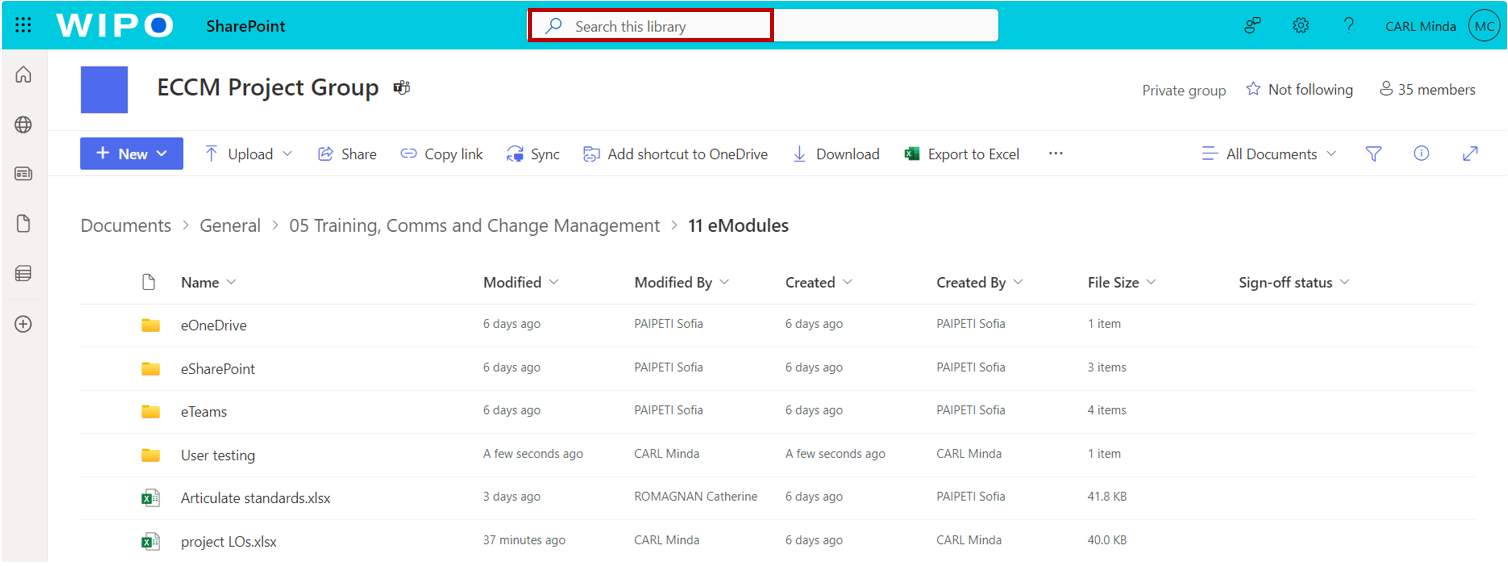 WIPO SharePoint Search this library CARL Minda MC
ECCM Project Group Private group Not following 35 members
+ New Upload Share Copy link Sync Add shortcut to OneDrive Download Export to Excel ... All Documents
Documents > General > 05 Training, Comms and Change Management > 11 eModules
Name Modified Modified By Created Created By File Size Sign-off status
eOneDrive 6 days ago PAIPETI Sofia 6 days ago PAIPETI Sofia 1 item
eSharePoint 6 days ago PAIPETI Sofia 6 days ago PAIPETI Sofia 3 items
eTeams 6 days ago PAIPETI Sofia 6 days ago PAIPETI Sofia 4 items
User testing A few seconds ago CARL Minda A few seconds ago CARL Minda 1 item
Articulate standards.xlsx 3 days ago ROMAGNAN Catherine 6 days ago PAIPETI Sofia 41.8 KB
project LOs.xlsx 37 minutes ago CARL Minda 6 days ago CARL Minda 40.0 KB